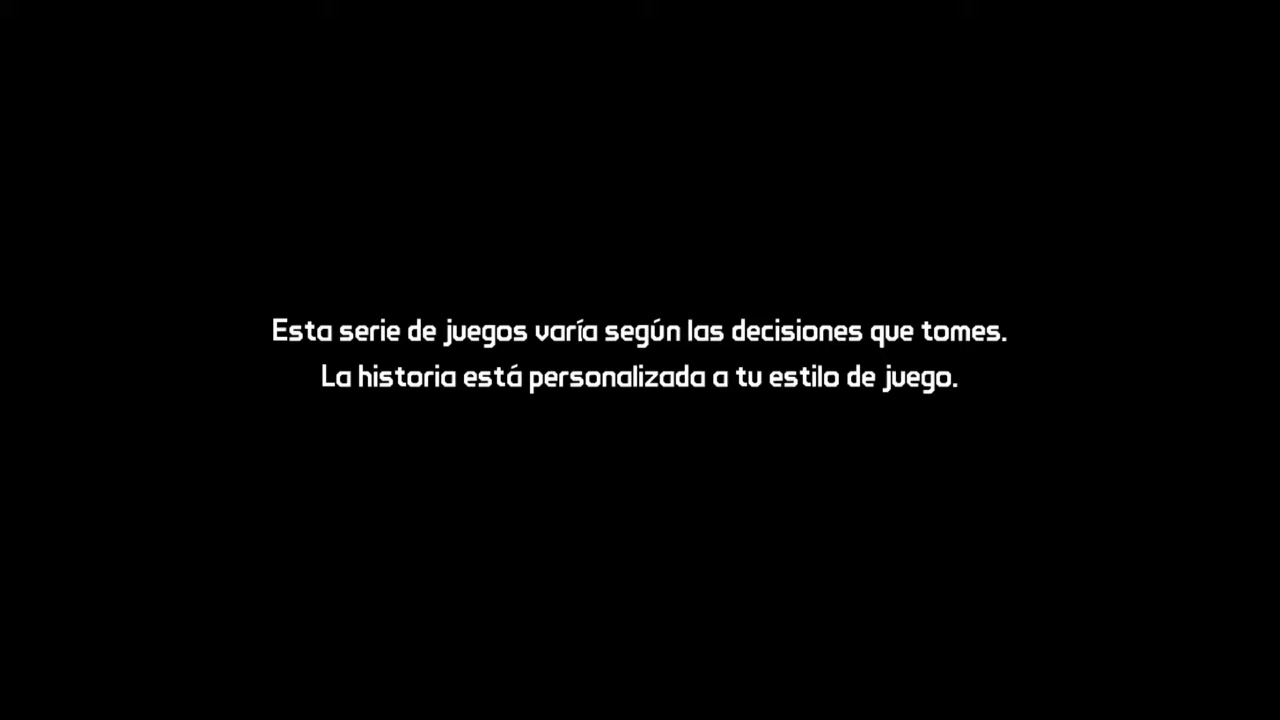 Esta serie de juegos varía según las decisiones que tomes.
La historia está personalizada a tu estilo de juego.